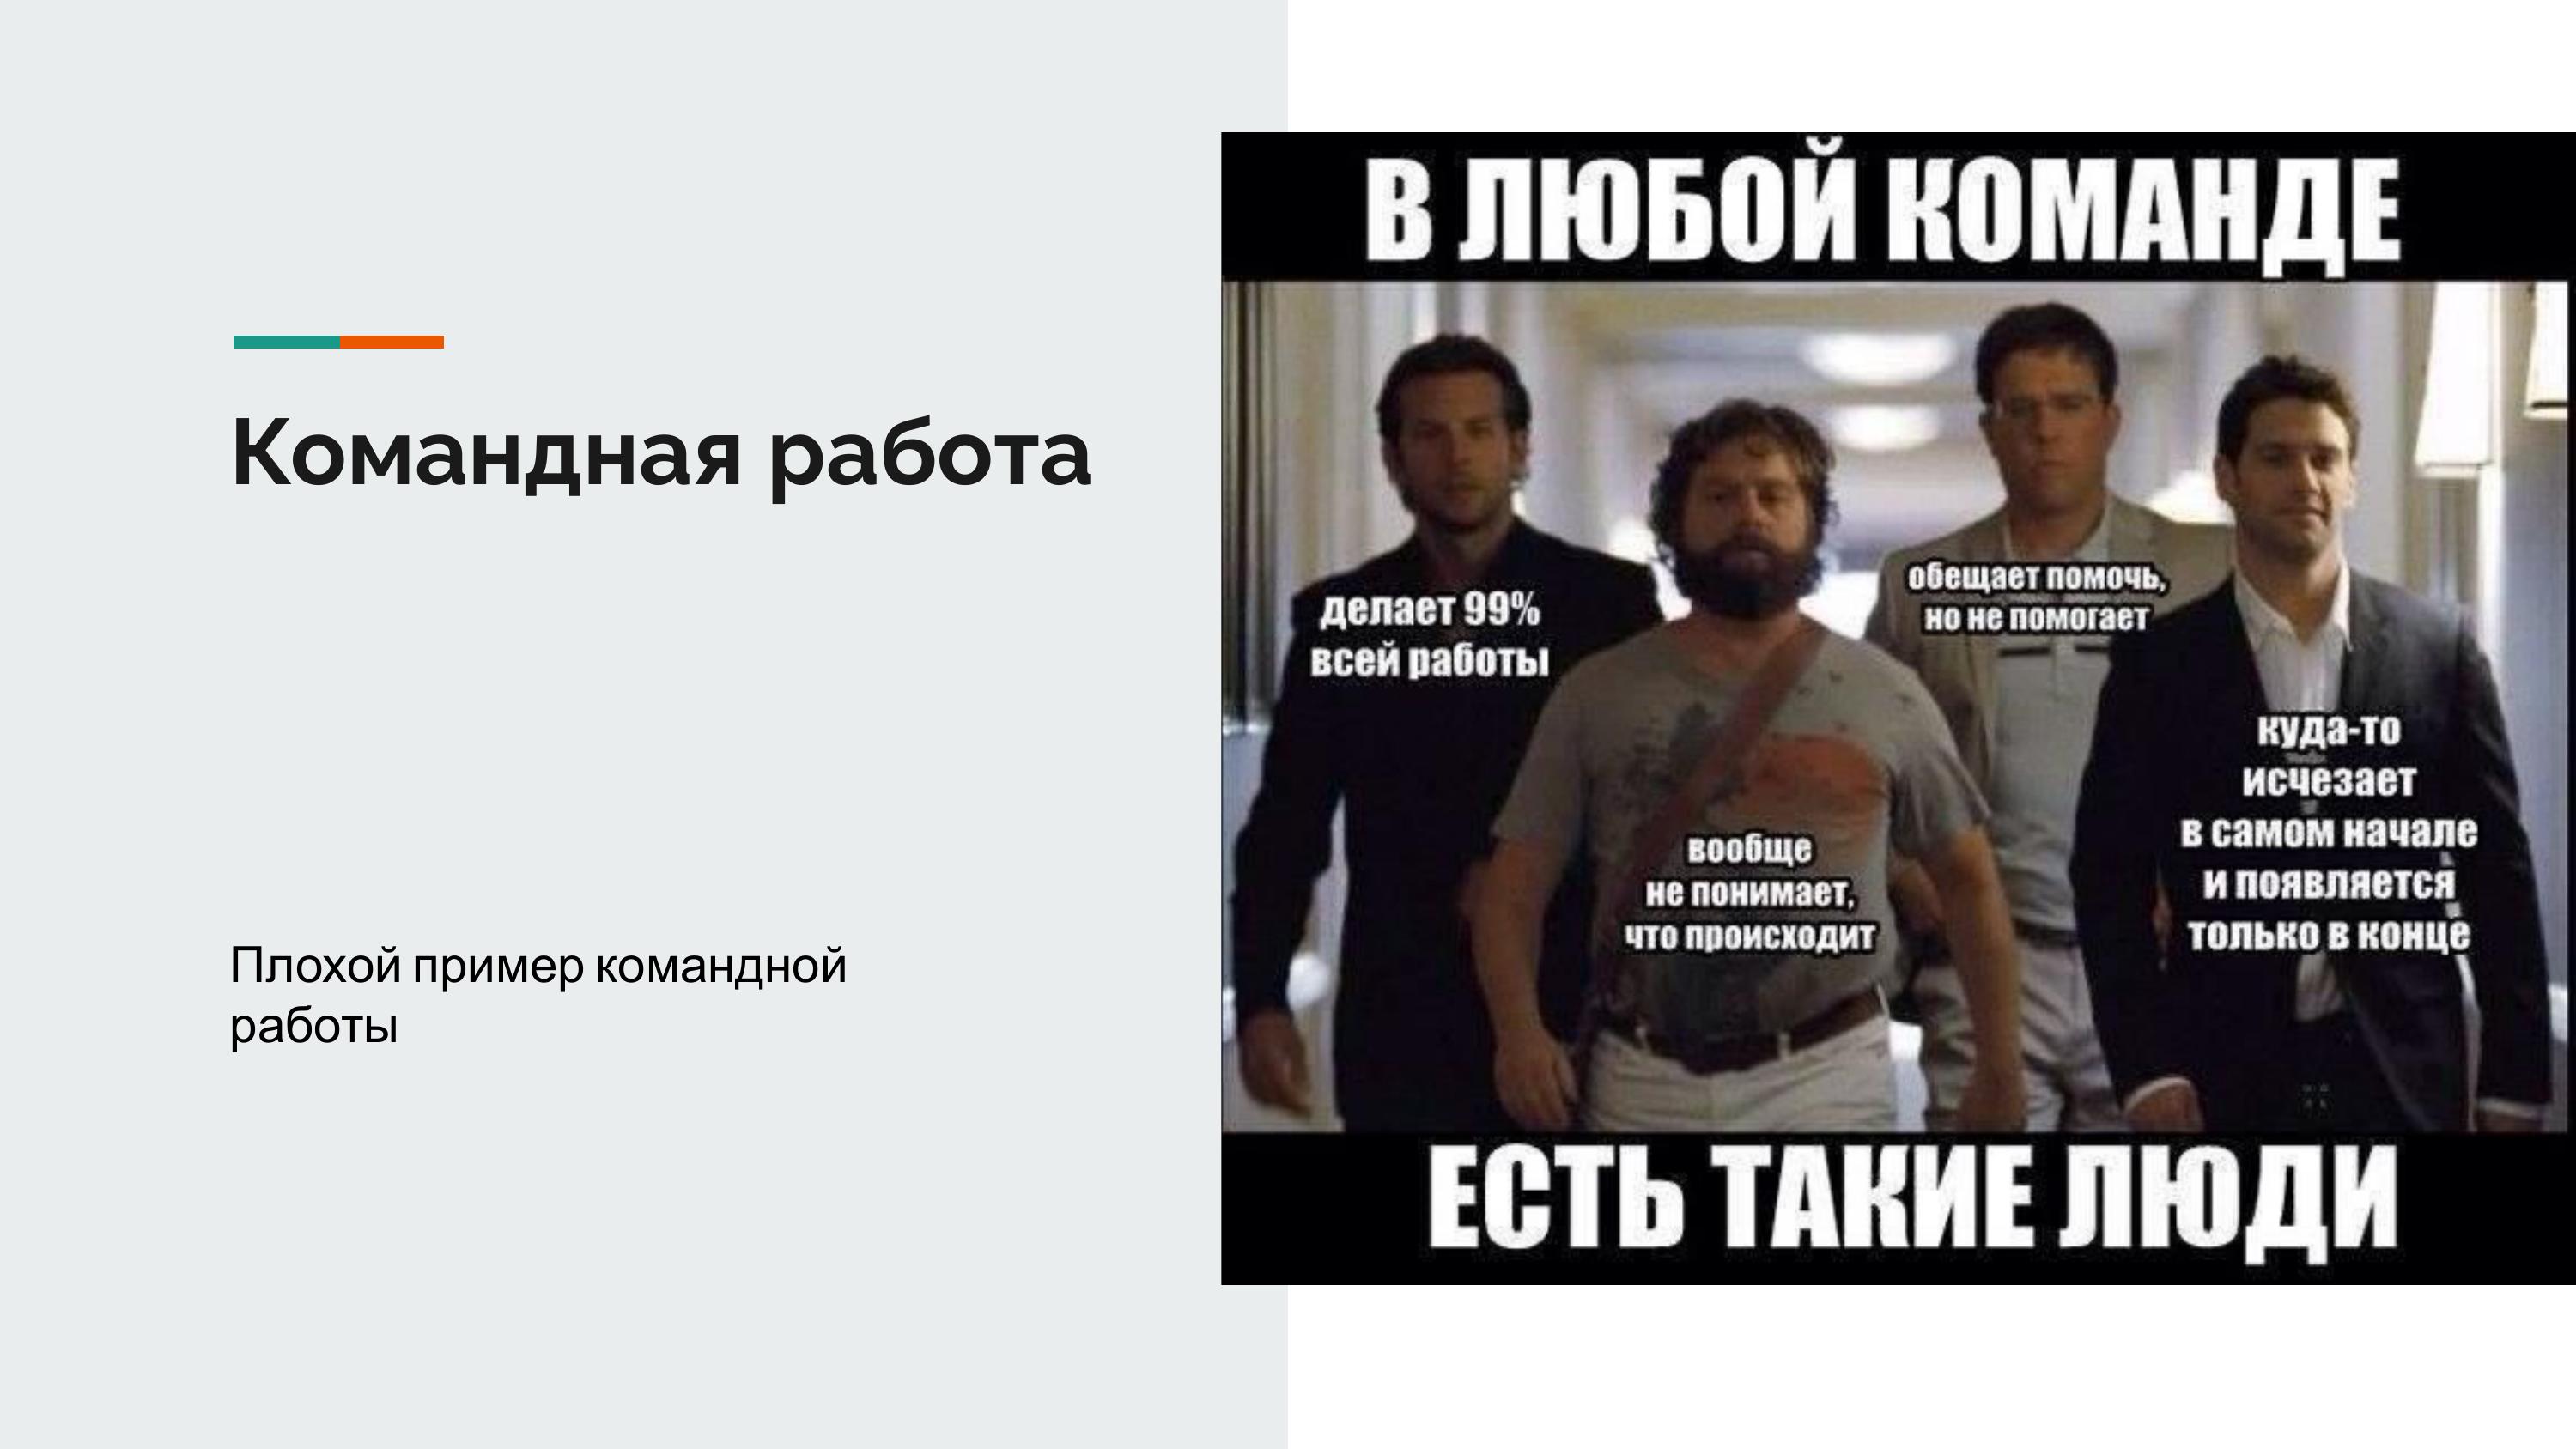 Командная работа
Плохой пример командной
работы
В ЛЮБОЙ КОМАНДЕ
делает 99%
всей работы
вообще
не понимает,
что происходит
обещает помочь,
но не помогает
куда-то
исчезает
в самом начале
и появляется
только в конце
ЕСТЬ ТАКИЕ ЛЮДИ